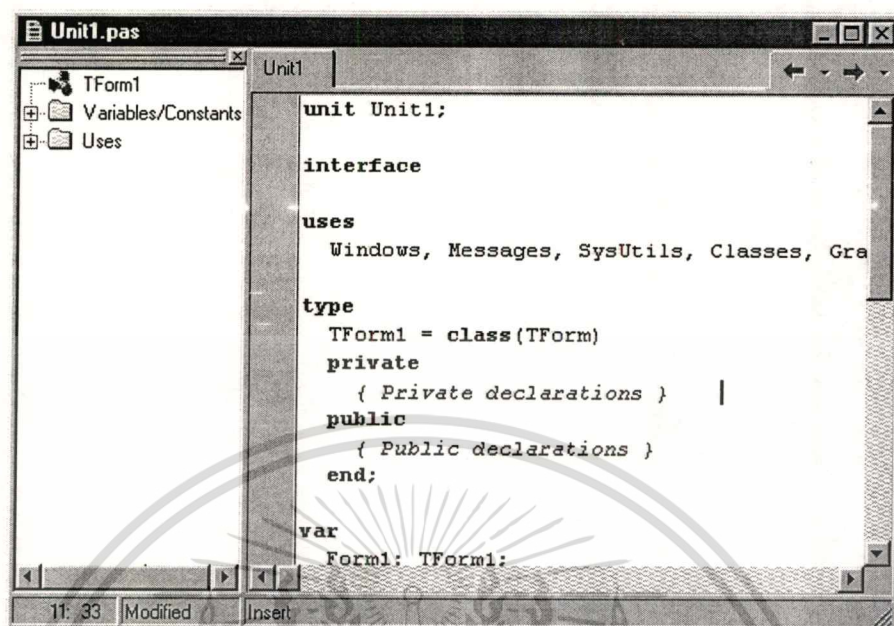 Unit1.pas
TForm1
Variables/Constants
Uses
Unit1
unit Unit1;
interface
uses
Windows, Messages, SysUtils, Classes, Gra
type
TForm1 = class(TForm)
private
{ Private declarations }
public
{ Public declarations }
end;
var
Form1: TForm1;
11: 33 Modified Insert